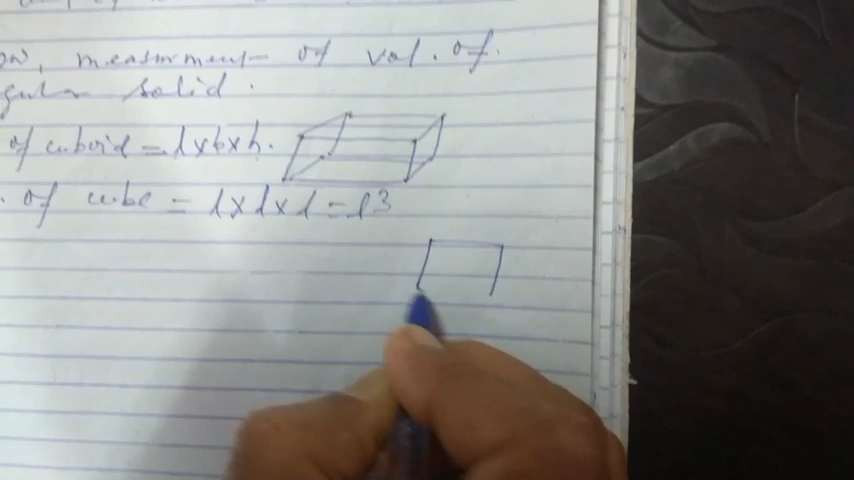 measurment of vol. of.
solid.
of cuboid = l x b x h.
. of cube = l x l x l = l3